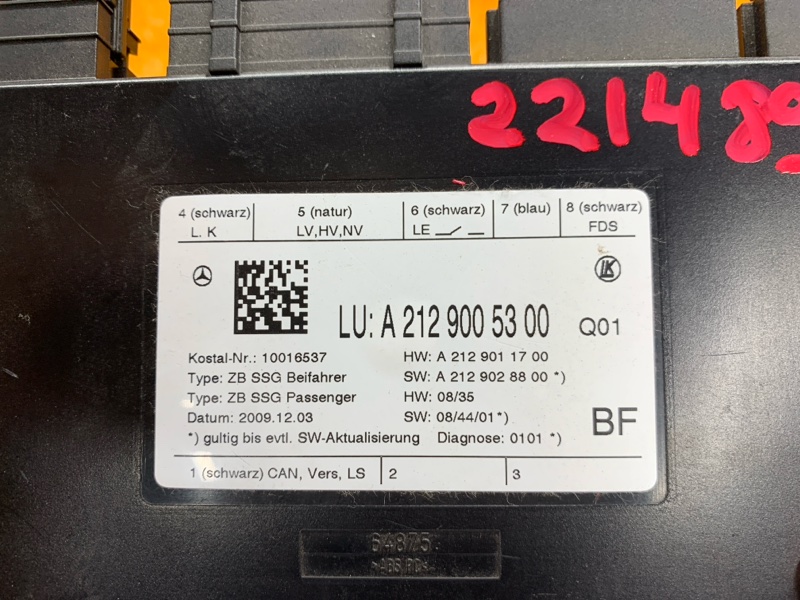 221489
4 (schwarz) 5 (natur) 6 (schwarz) 7 (blau) 8 (schwarz)
L. K LV,HV,NV LE FDS
LK
LU: A 212 900 53 00 Q01
Kostal-Nr.: 10016537 HW: A 212 901 17 00
Type: ZB SSG Beifahrer SW: A 212 902 88 00 *)
Type: ZB SSG Passenger HW: 08/35
Datum: 2009.12.03 SW: 08/44/01*)
BF
*) gultig bis evtl. SW-Aktualisierung Diagnose: 0101 *)
1 (schwarz) CAN, Vers, LS 2 3
64875